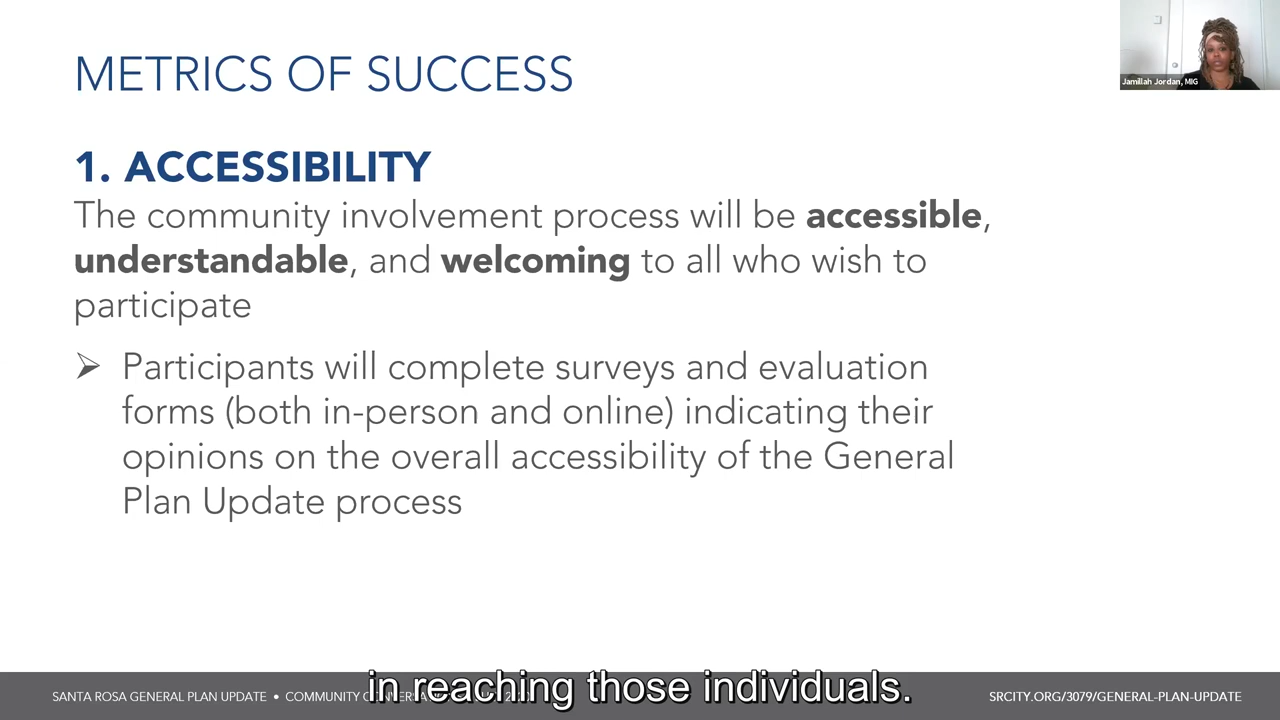 METRICS OF SUCCESS
Jamillah Jordan, MIG
1. ACCESSIBILITY
The community involvement process will be accessible,
understandable, and welcoming to all who wish to
participate
➢ Participants will complete surveys and evaluation
forms (both in-person and online) indicating their
opinions on the overall accessibility of the General
Plan Update process
SANTA ROSA GENERAL PLAN UPDATE • COMMUNITY
in reaching those individuals.
SRCITY.ORG/3079/GENERAL-PLAN-UPDATE